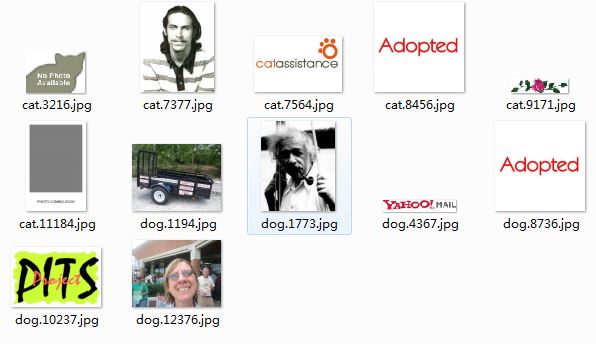 No Photo
Available
catassistance
Adopted
cat.3216.jpg
cat.7377.jpg
cat.7564.jpg
cat.8456.jpg
cat.9171.jpg
PHOTO COMING SOON
YAHOO! MAIL
Adopted
cat.11184.jpg
dog.1194.jpg
dog.1773.jpg
dog.4367.jpg
dog.8736.jpg
PITS
Project
dog.10237.jpg
dog.12376.jpg